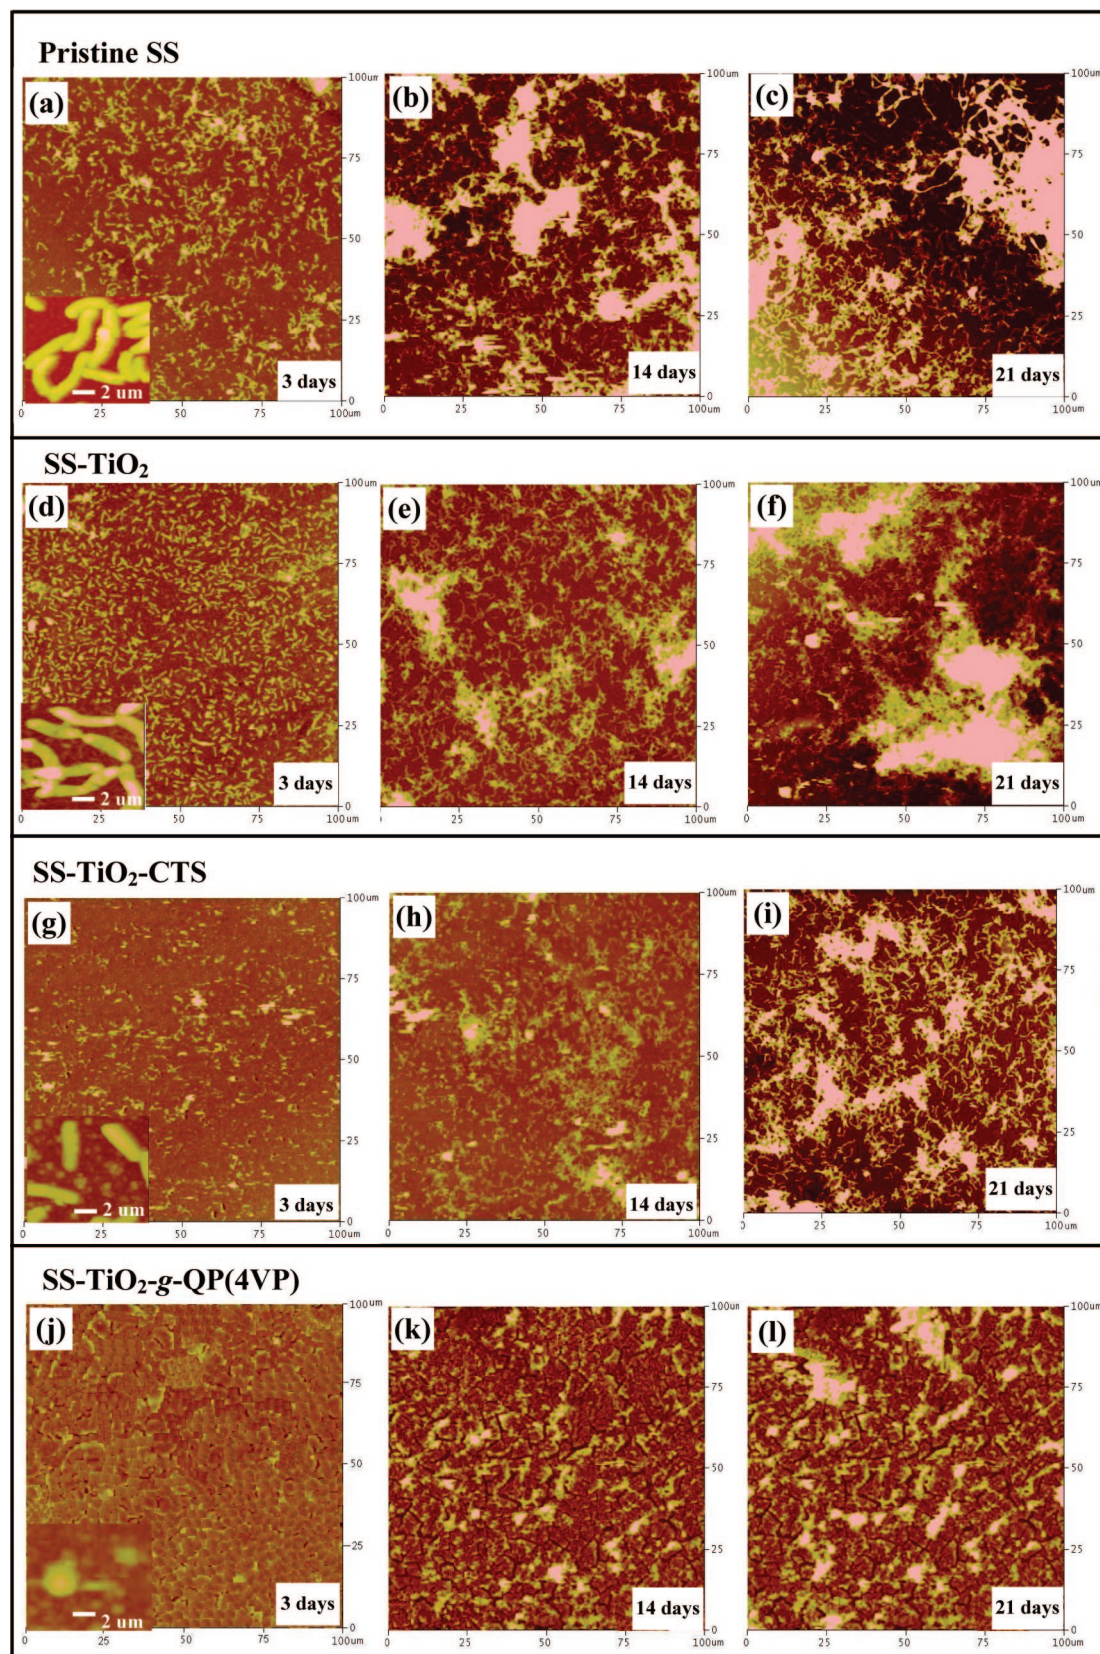 Pristine SS
(a)
100um
75
50
25
0
2 um
3 days
0 25 50 75 100um
(b)
100um
75
50
25
0
14 days
0 25 50 75 100um
(c)
100um
75
50
25
0
21 days
0 25 50 75 100um
SS-TiO₂
(d)
100um
75
50
25
0
2 um
3 days
0 25 50 75 100um
(e)
100um
75
50
25
0
14 days
0 25 50 75 100um
(f)
100um
75
50
25
0
21 days
0 25 50 75 100um
SS-TiO₂-CTS
(g)
100um
75
50
25
0
2 um
3 days
0 25 50 75 100um
(h)
100um
75
50
25
0
14 days
0 25 50 75 100um
(i)
100um
75
50
25
0
21 days
0 25 50 75 100um
SS-TiO₂-g-QP(4VP)
(j)
100um
75
50
25
0
2 um
3 days
0 25 50 75 100um
(k)
100um
75
50
25
0
14 days
0 25 50 75 100um
(l)
100um
75
50
25
0
21 days
0 25 50 75 100um